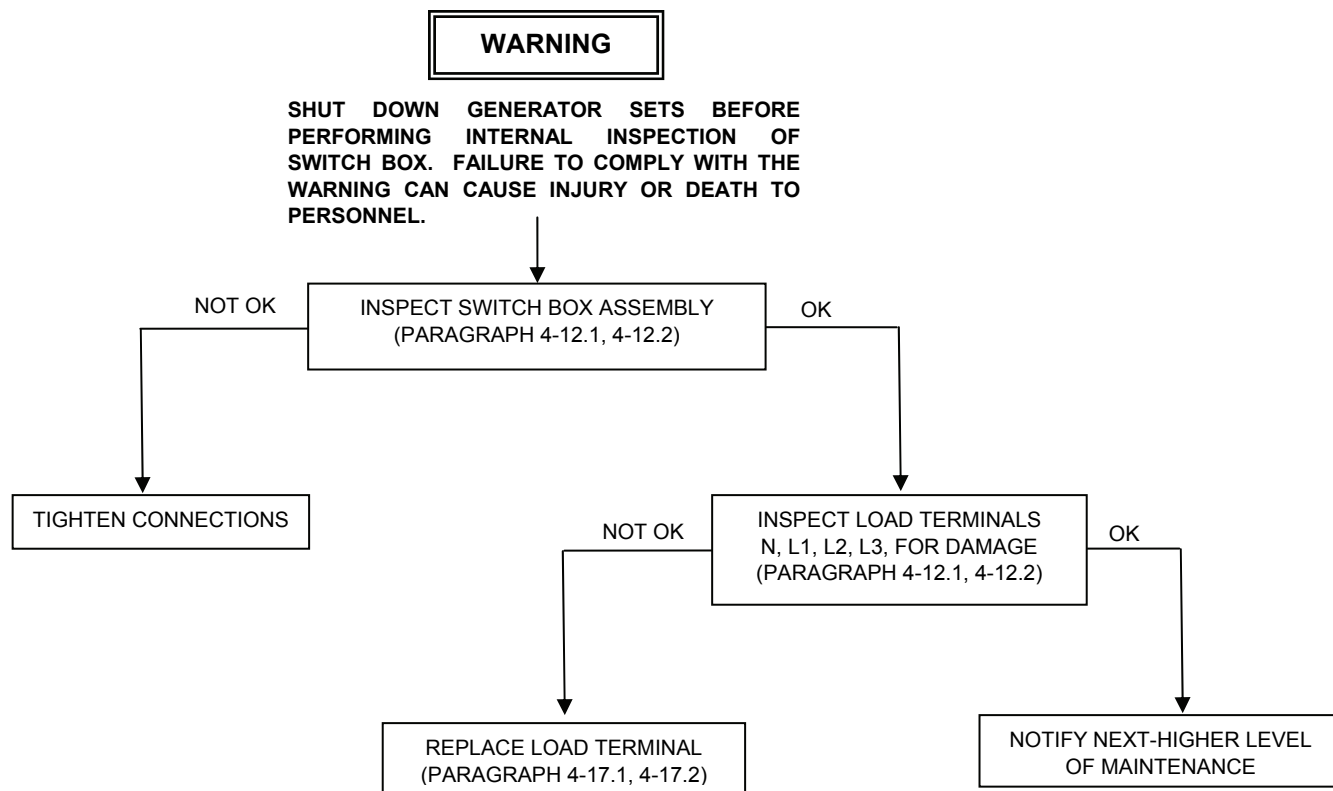 WARNING
SHUT DOWN GENERATOR SETS BEFORE
PERFORMING INTERNAL INSPECTION OF
SWITCH BOX. FAILURE TO COMPLY WITH THE
WARNING CAN CAUSE INJURY OR DEATH TO
PERSONNEL.
NOT OK
INSPECT SWITCH BOX ASSEMBLY
(PARAGRAPH 4-12.1, 4-12.2)
OK
TIGHTEN CONNECTIONS
NOT OK
INSPECT LOAD TERMINALS
N, L1, L2, L3, FOR DAMAGE
(PARAGRAPH 4-12.1, 4-12.2)
OK
REPLACE LOAD TERMINAL
(PARAGRAPH 4-17.1, 4-17.2)
NOTIFY NEXT-HIGHER LEVEL
OF MAINTENANCE